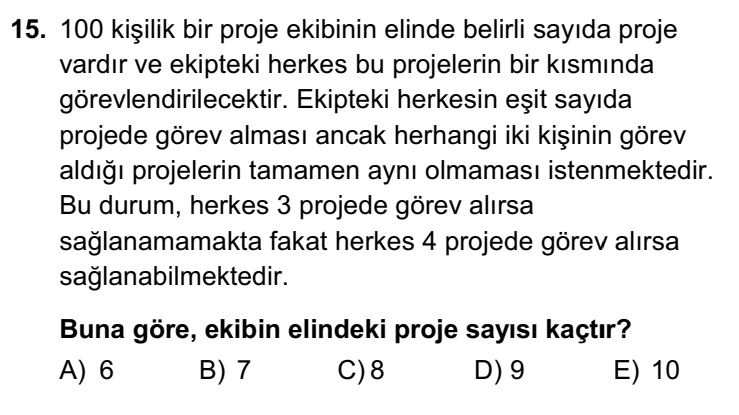 15. 100 kişilik bir proje ekibinin elinde belirli sayıda proje
vardır ve ekipteki herkes bu projelerin bir kısmında
görevlendirilecektir. Ekipteki herkesin eşit sayıda
projede görev alması ancak herhangi iki kişinin görev
aldığı projelerin tamamen aynı olmaması istenmektedir.
Bu durum, herkes 3 projede görev alırsa
sağlanamamakta fakat herkes 4 projede görev alırsa
sağlanabilmektedir.
Buna göre, ekibin elindeki proje sayısı kaçtır?
A) 6 B) 7 C) 8 D) 9 E) 10